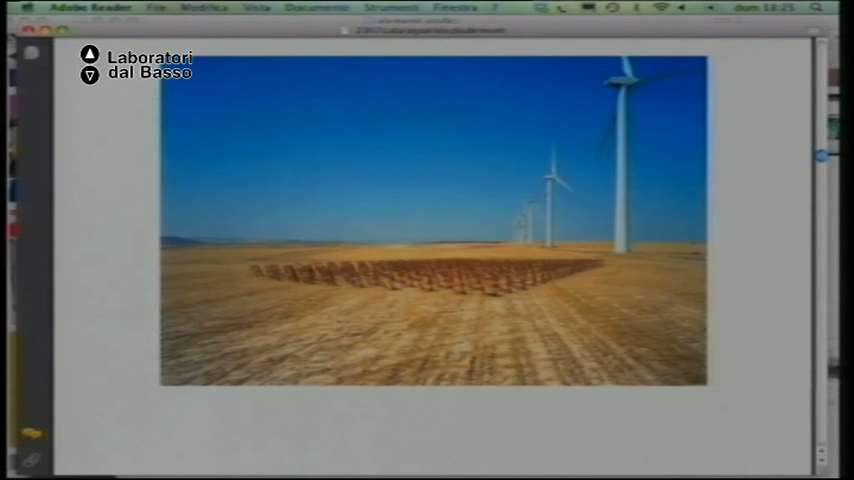 Adobe Reader File Modifica Vista Documento Strumenti Finestra ? dom 18:25
Laboratori
dal Basso